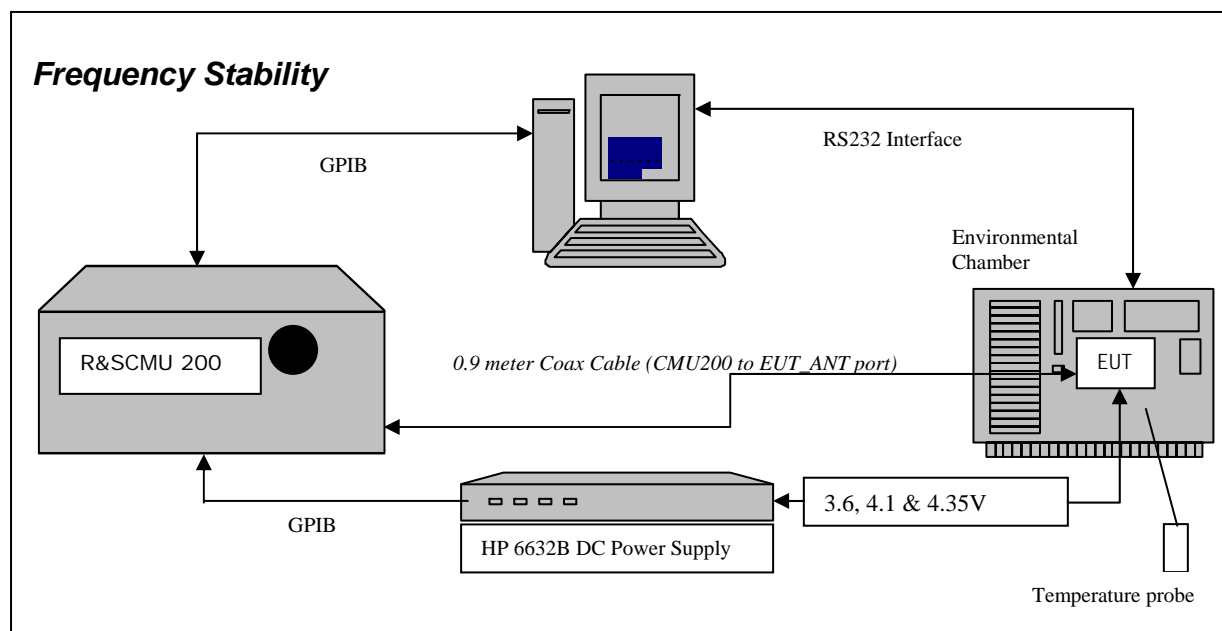 Frequency Stability
GPIB
RS232 Interface
Environmental
Chamber
R&SCMU 200
0.9 meter Coax Cable (CMU200 to EUT_ANT port)
EUT
GPIB
3.6, 4.1 & 4.35V
HP 6632B DC Power Supply
Temperature probe